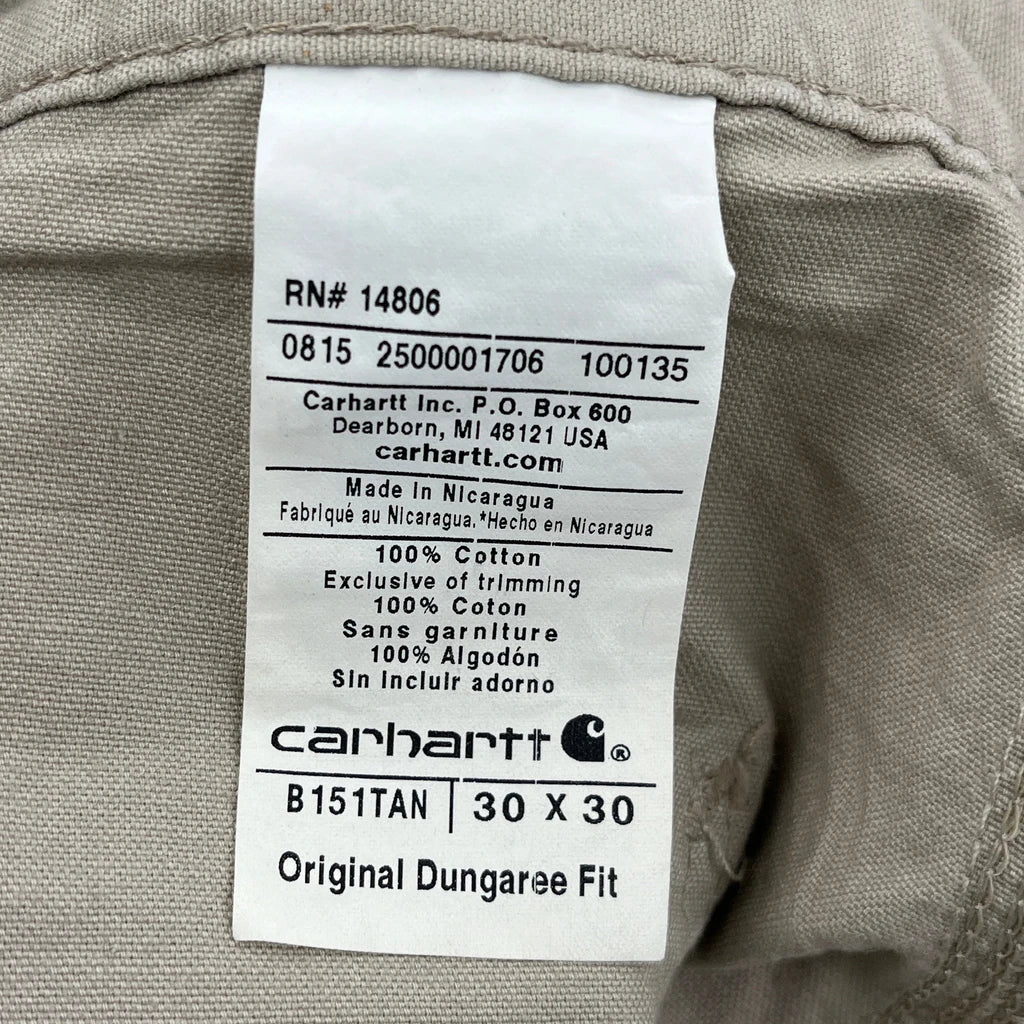 RN# 14806
0815 2500001706 100135
Carhartt Inc. P.O. Box 600
Dearborn, MI 48121 USA
carhartt.com
Made in Nicaragua
Fabriqué au Nicaragua.*Hecho en Nicaragua
100% Cotton
Exclusive of trimming
100% Coton
Sans garniture
100% Algodón
Sin incluir adorno
carhartt ®
B151TAN | 30 X 30
Original Dungaree Fit